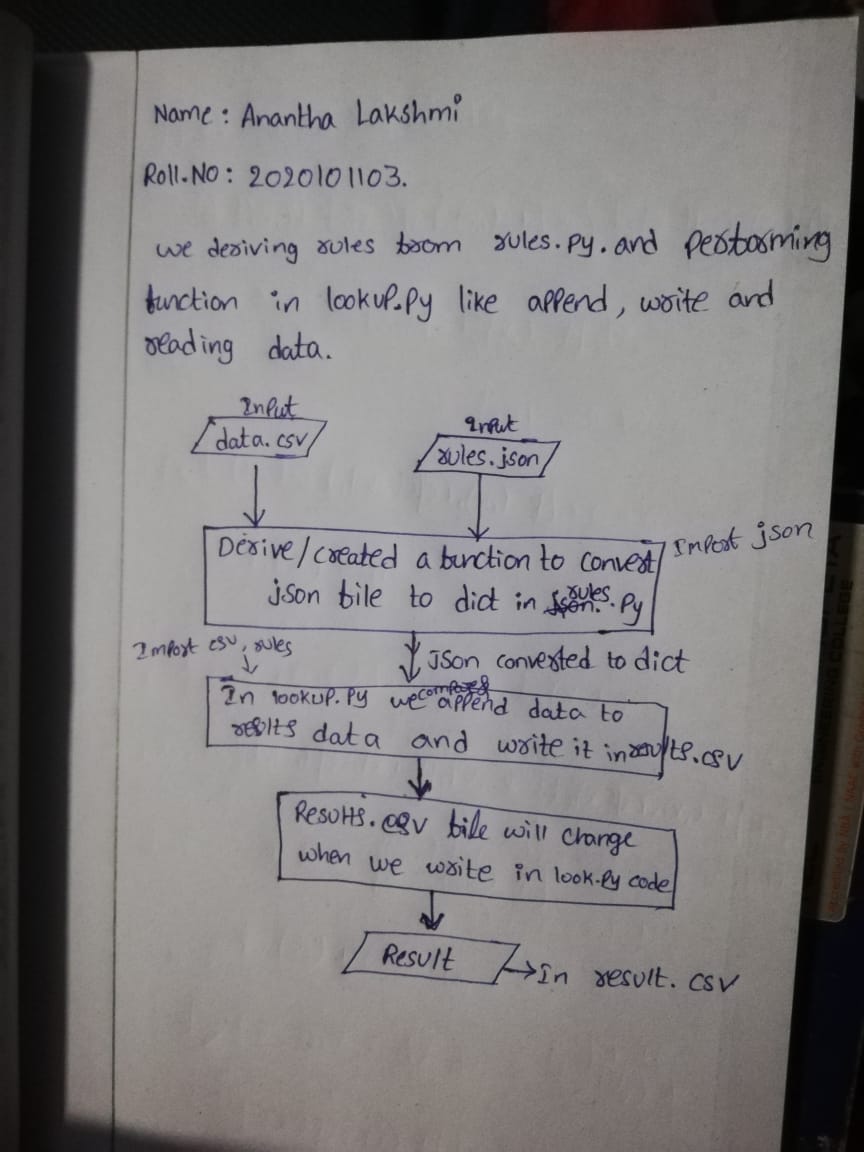 Name : Anantha Lakshmi
Roll.No : 2020101103.
we deriving rules from rules.py. and performing
function in lookup.py like append, write and
reading data.
Input
data.csv
Input
rules.json
Derive/created a function to convert
json file to dict in rules.py
Import json
Import csv, rules
json converted to dict
In lookup.py we compared append data to
results data and write it in results.csv
Results.csv file will change
when we write in look.py code
Result
In result.csv